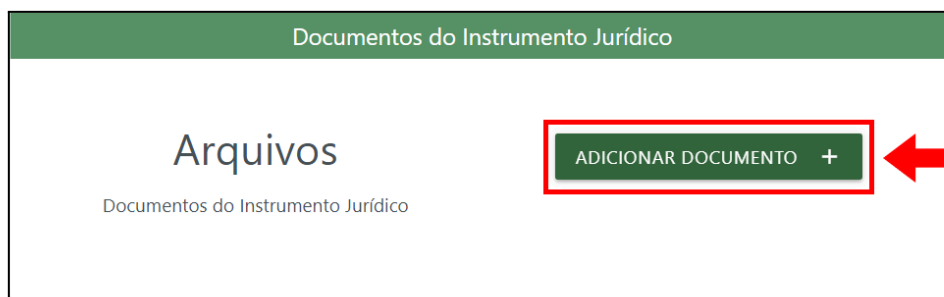 Documentos do Instrumento Jurídico
Arquivos
ADICIONAR DOCUMENTO +
Documentos do Instrumento Jurídico